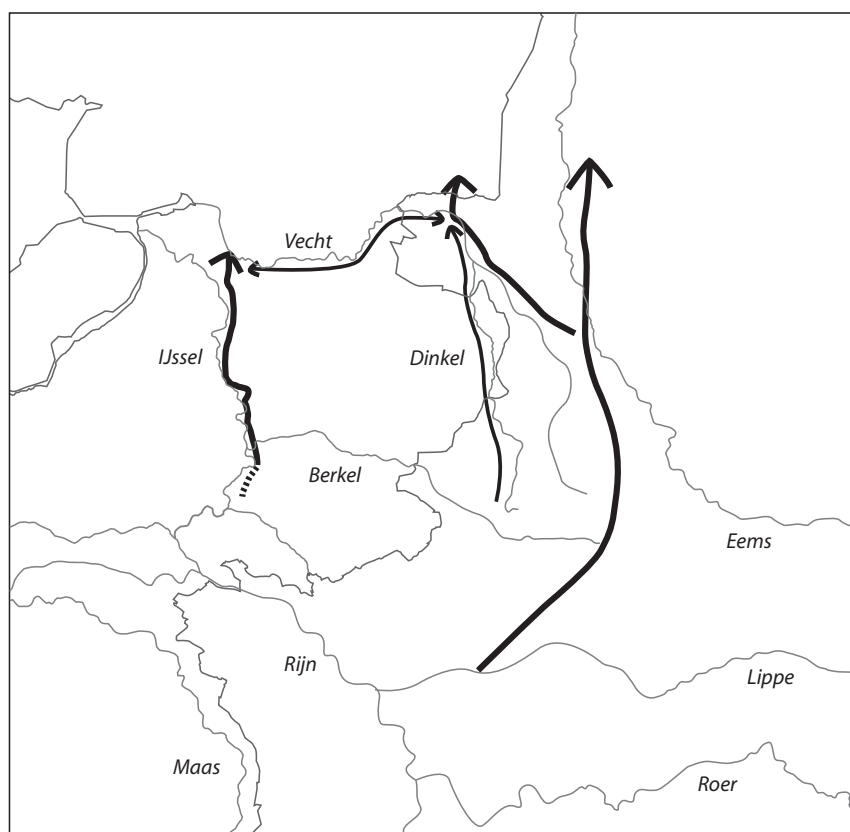 Vecht
IJssel
Dinkel
Berkel
Eems
Rijn
Lippe
Maas
Roer